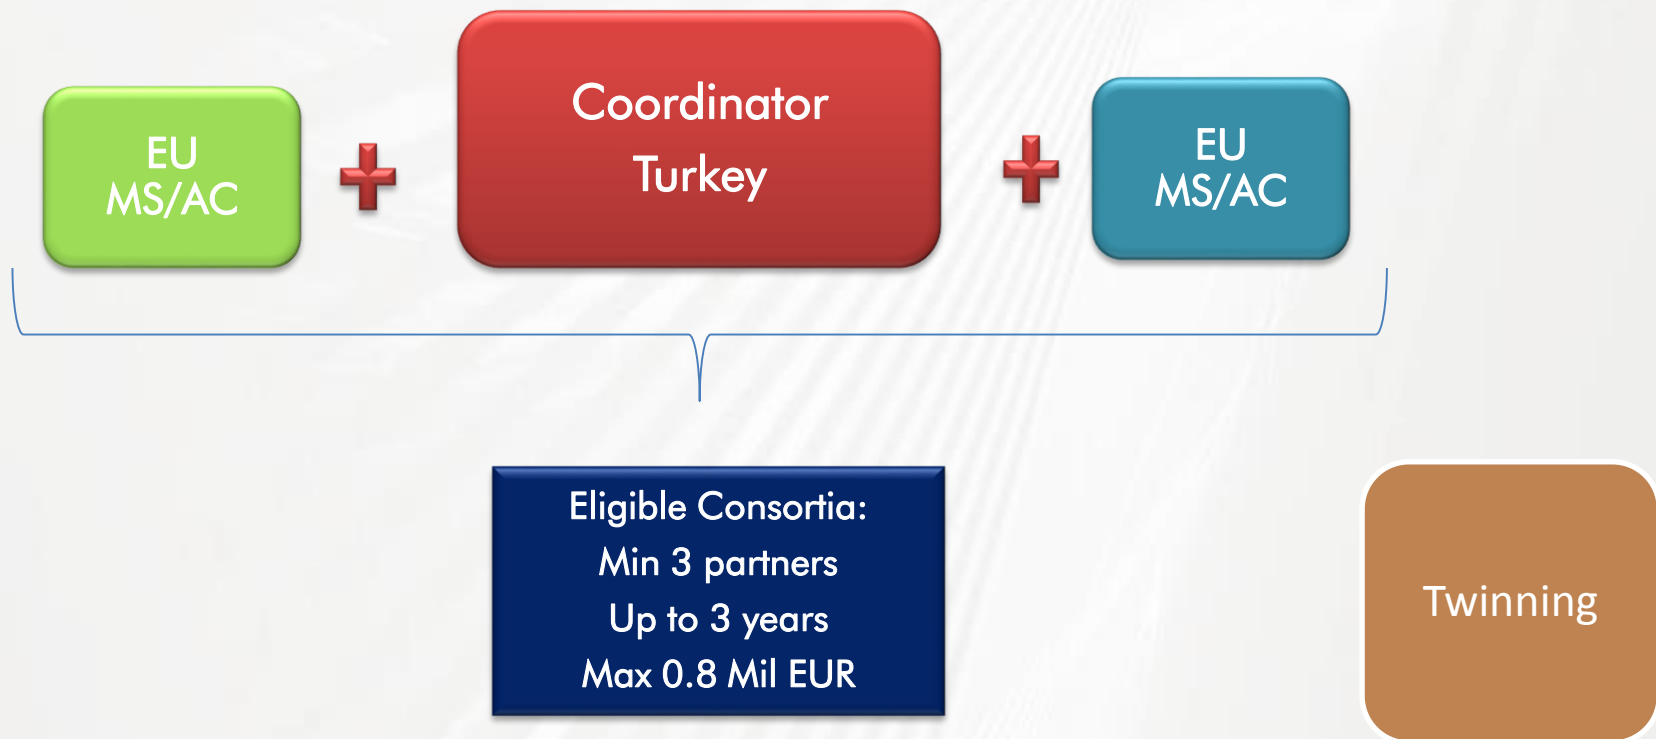 EU
MS/AC
Coordinator
Turkey
EU
MS/AC
Eligible Consortia:
Min 3 partners
Up to 3 years
Max 0.8 Mil EUR
Twinning